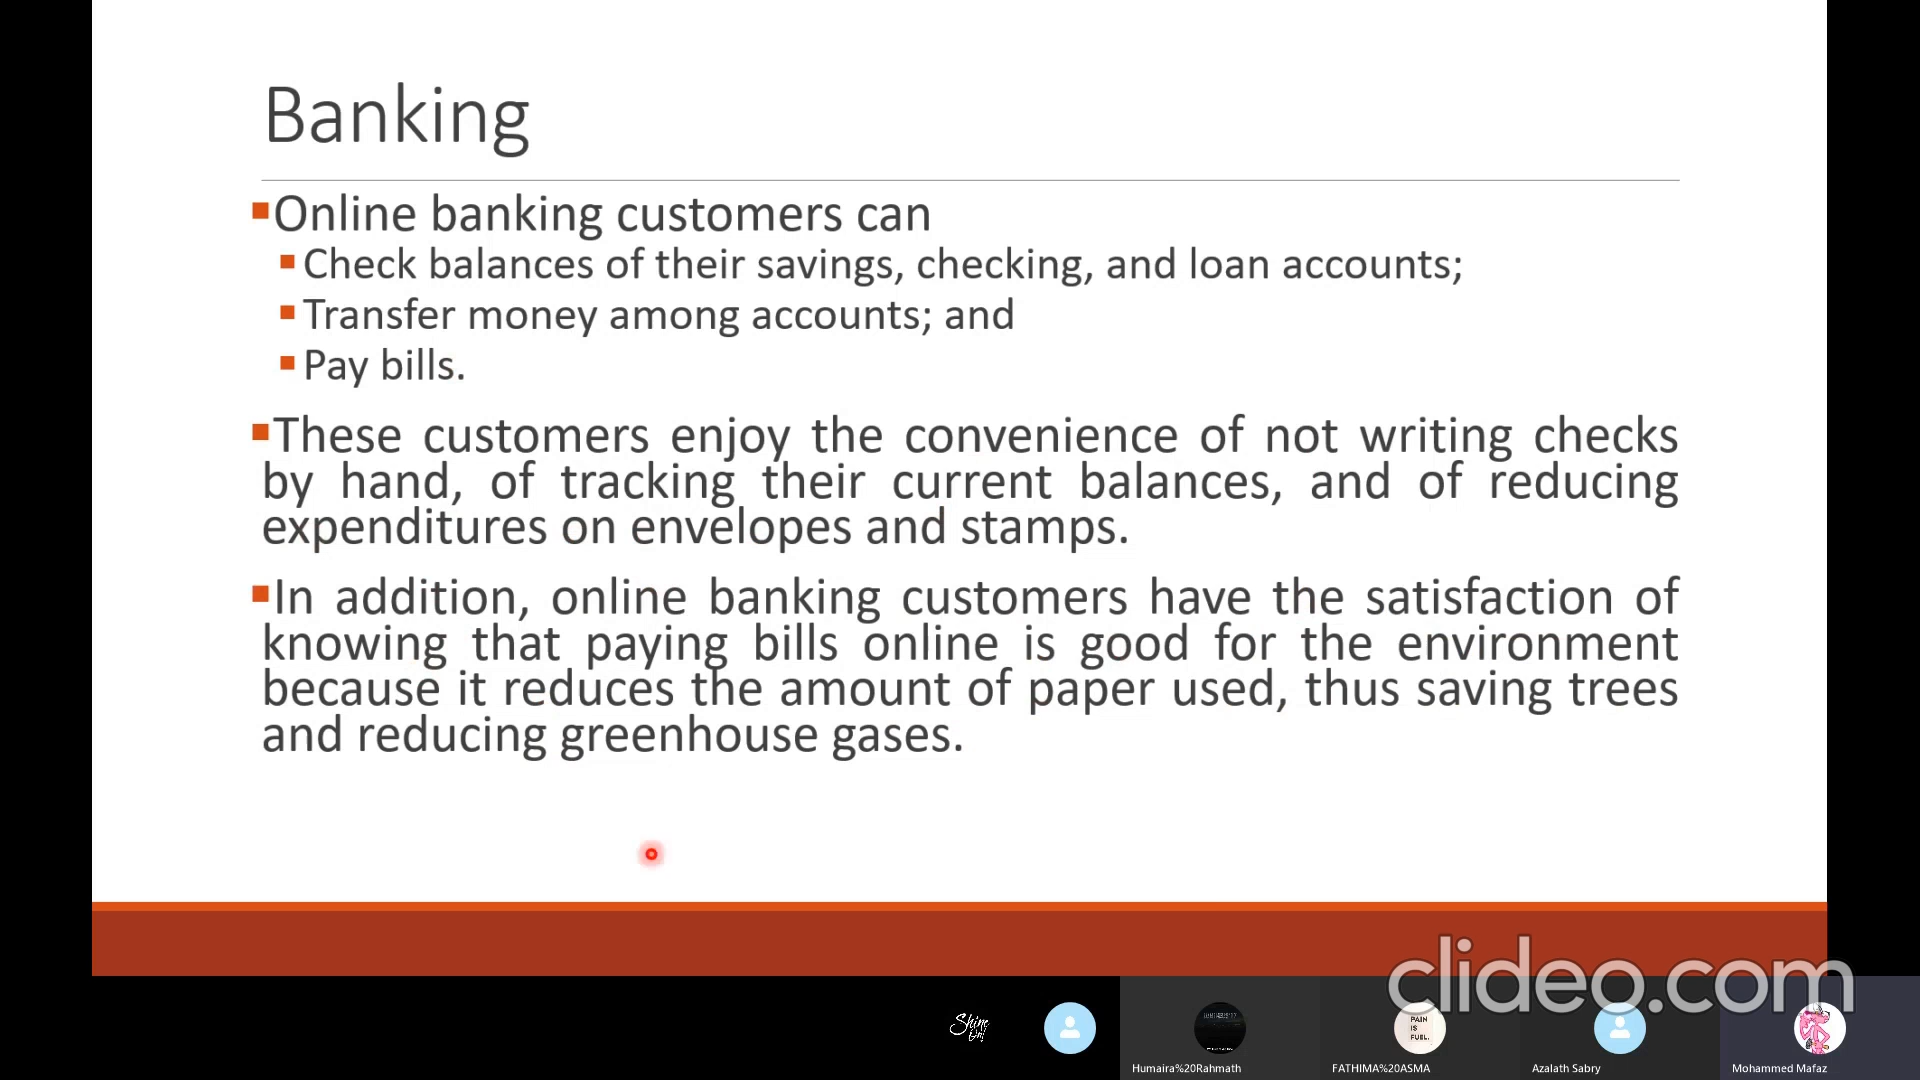 Banking
Online banking customers can
Check balances of their savings, checking, and loan accounts;
Transfer money among accounts; and
Pay bills.
These customers enjoy the convenience of not writing checks
by hand, of tracking their current balances, and of reducing
expenditures on envelopes and stamps.
In addition, online banking customers have the satisfaction of
knowing that paying bills online is good for the environment
because it reduces the amount of paper used, thus saving trees
and reducing greenhouse gases.
clideo.com
Shine
PAIN
IS
FUEL.
Humaira%20Rahmath
FATHIMA%20ASMA
Azalath Sabry
Mohammed Mafaz